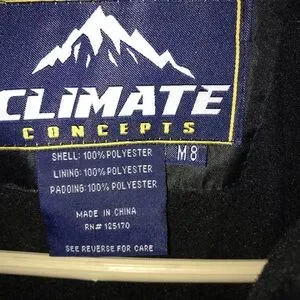 CLIMATE
CONCEPTS
SHELL: 100% POLYESTER
LINING: 100% POLYESTER
PADDING: 100% POLYESTER
M8
MADE IN CHINA
RN# 125170
SEE REVERSE FOR CARE